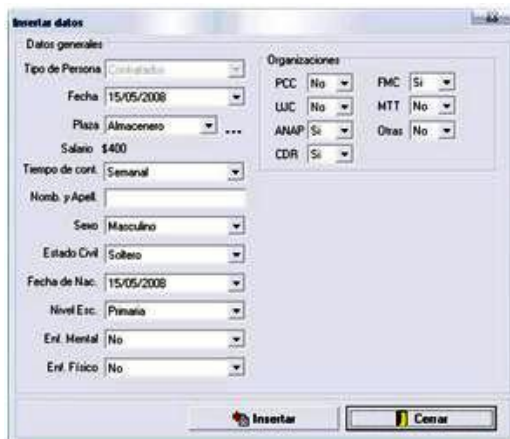 Insertar datos
Datos generales
Tipo de Persona Contratados
Fecha 15/05/2008
Plaza Almacenero ...
Salario $400
Tiempo de cont. Semanal
Nomb. y Apell.
Sexo Masculino
Estado Civil Soltero
Fecha de Nac. 15/05/2008
Nivel Esc. Primaria
Enf. Mental No
Enf. Físico No
Organizaciones
PCC No FMC Si
UJC No MTT No
ANAP Si Otras No
CDR Si
Insertar Cerrar